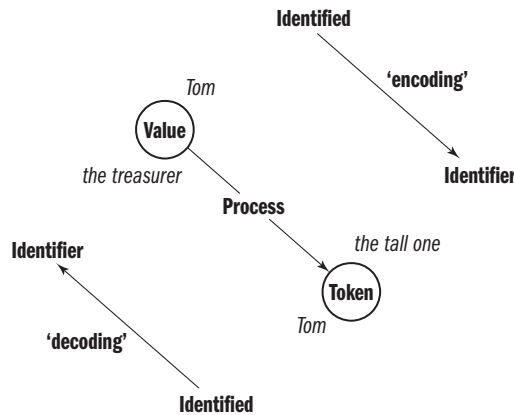 Identified
‘encoding’
Tom
Value
the treasurer
Identifier
Process
the tall one
Identifier
Token
Tom
‘decoding’
Identified